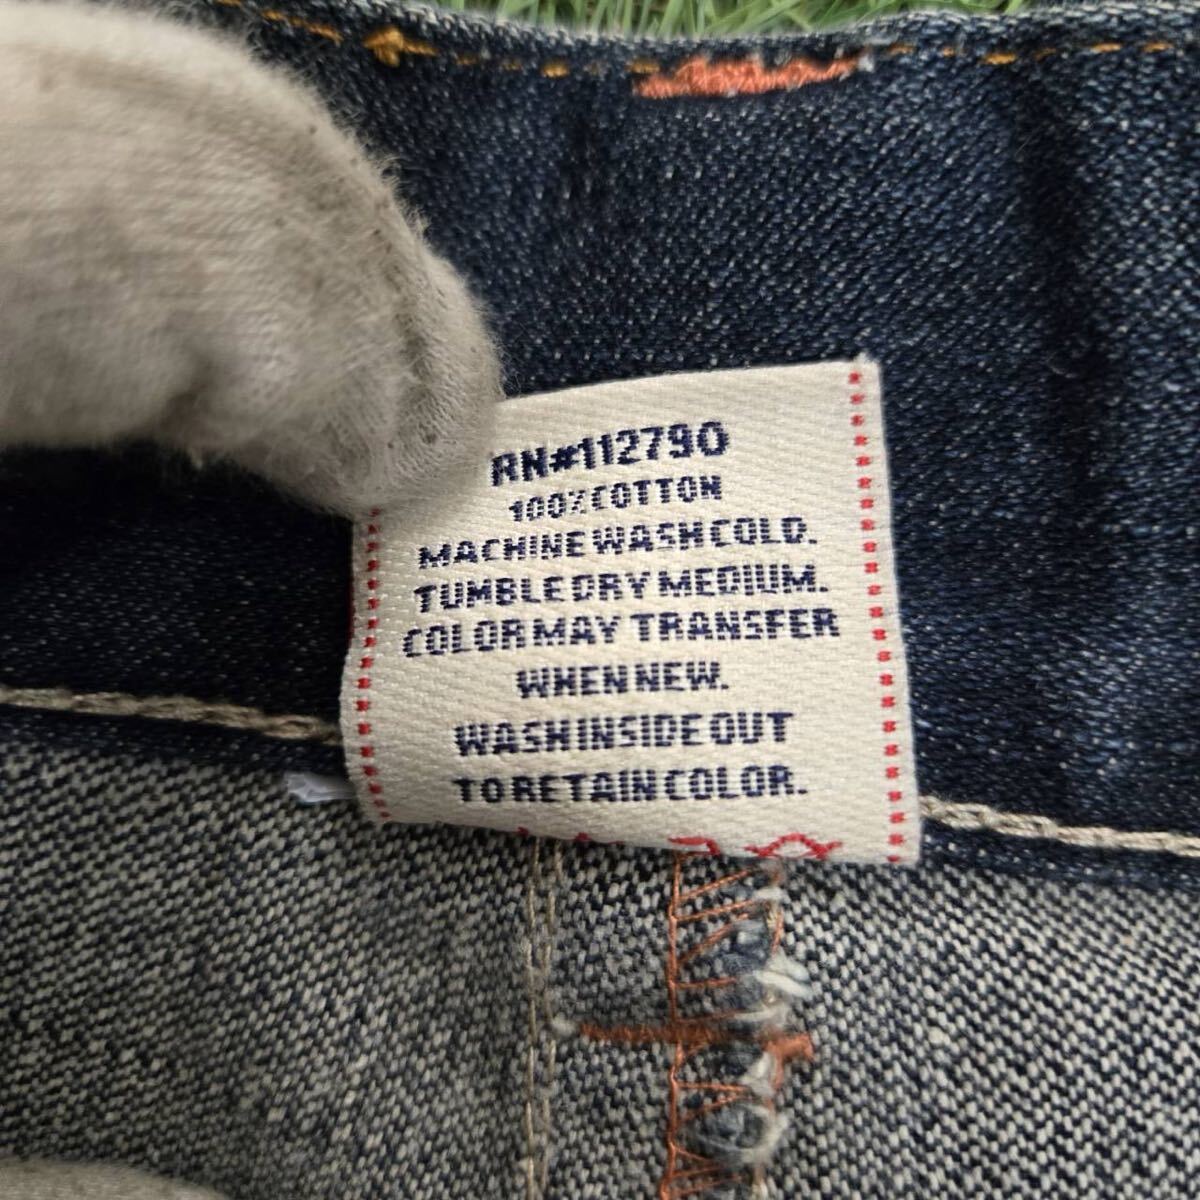 RN#112790
100% COTTON
MACHINE WASH COLD.
TUMBLE DRY MEDIUM.
COLOR MAY TRANSFER
WHEN NEW.
WASH INSIDE OUT
TO RETAIN COLOR.